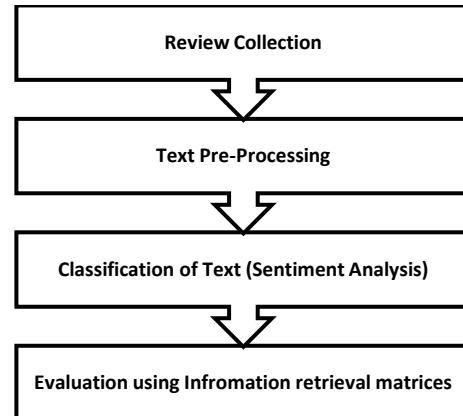 Review Collection
Text Pre-Processing
Classification of Text (Sentiment Analysis)
Evaluation using Infromation retrieval matrices